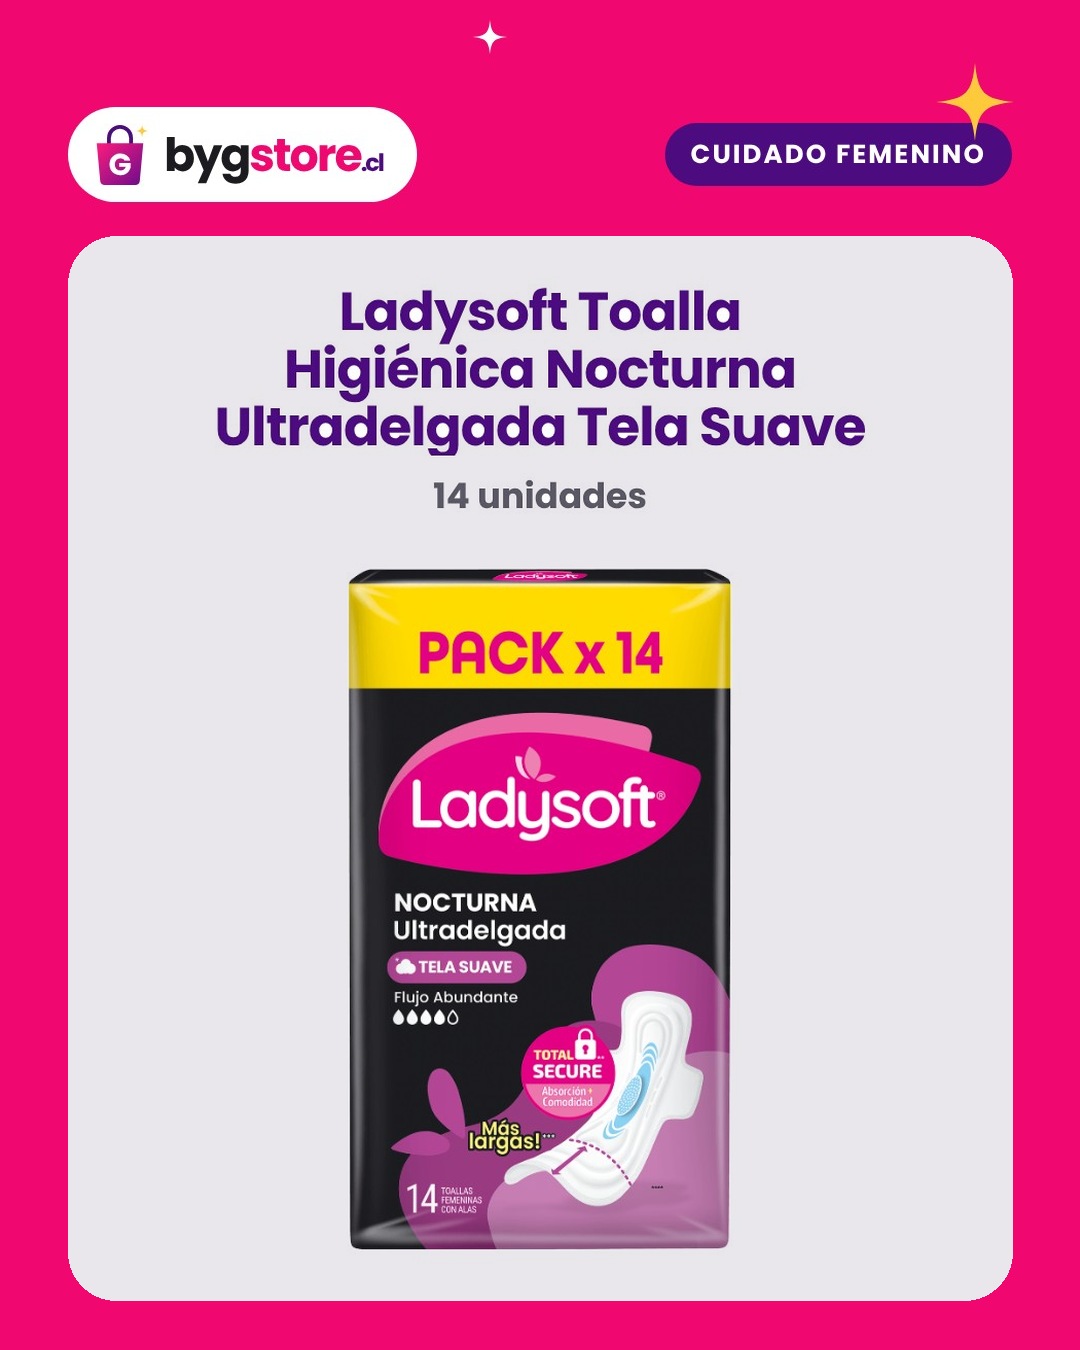 G bygstore.cl
CUIDADO FEMENINO
Ladysoft Toalla
Higiénica Nocturna
Ultradelgada Tela Suave
14 unidades
Ladysoft
PACK x 14
Ladysoft®
NOCTURNA
Ultradelgada
TELA SUAVE
Flujo Abundante
TOTAL
SECURE
Absorción+
Comodidad
Más
largas!***
14 TOALLAS
FEMENINAS
CON ALAS